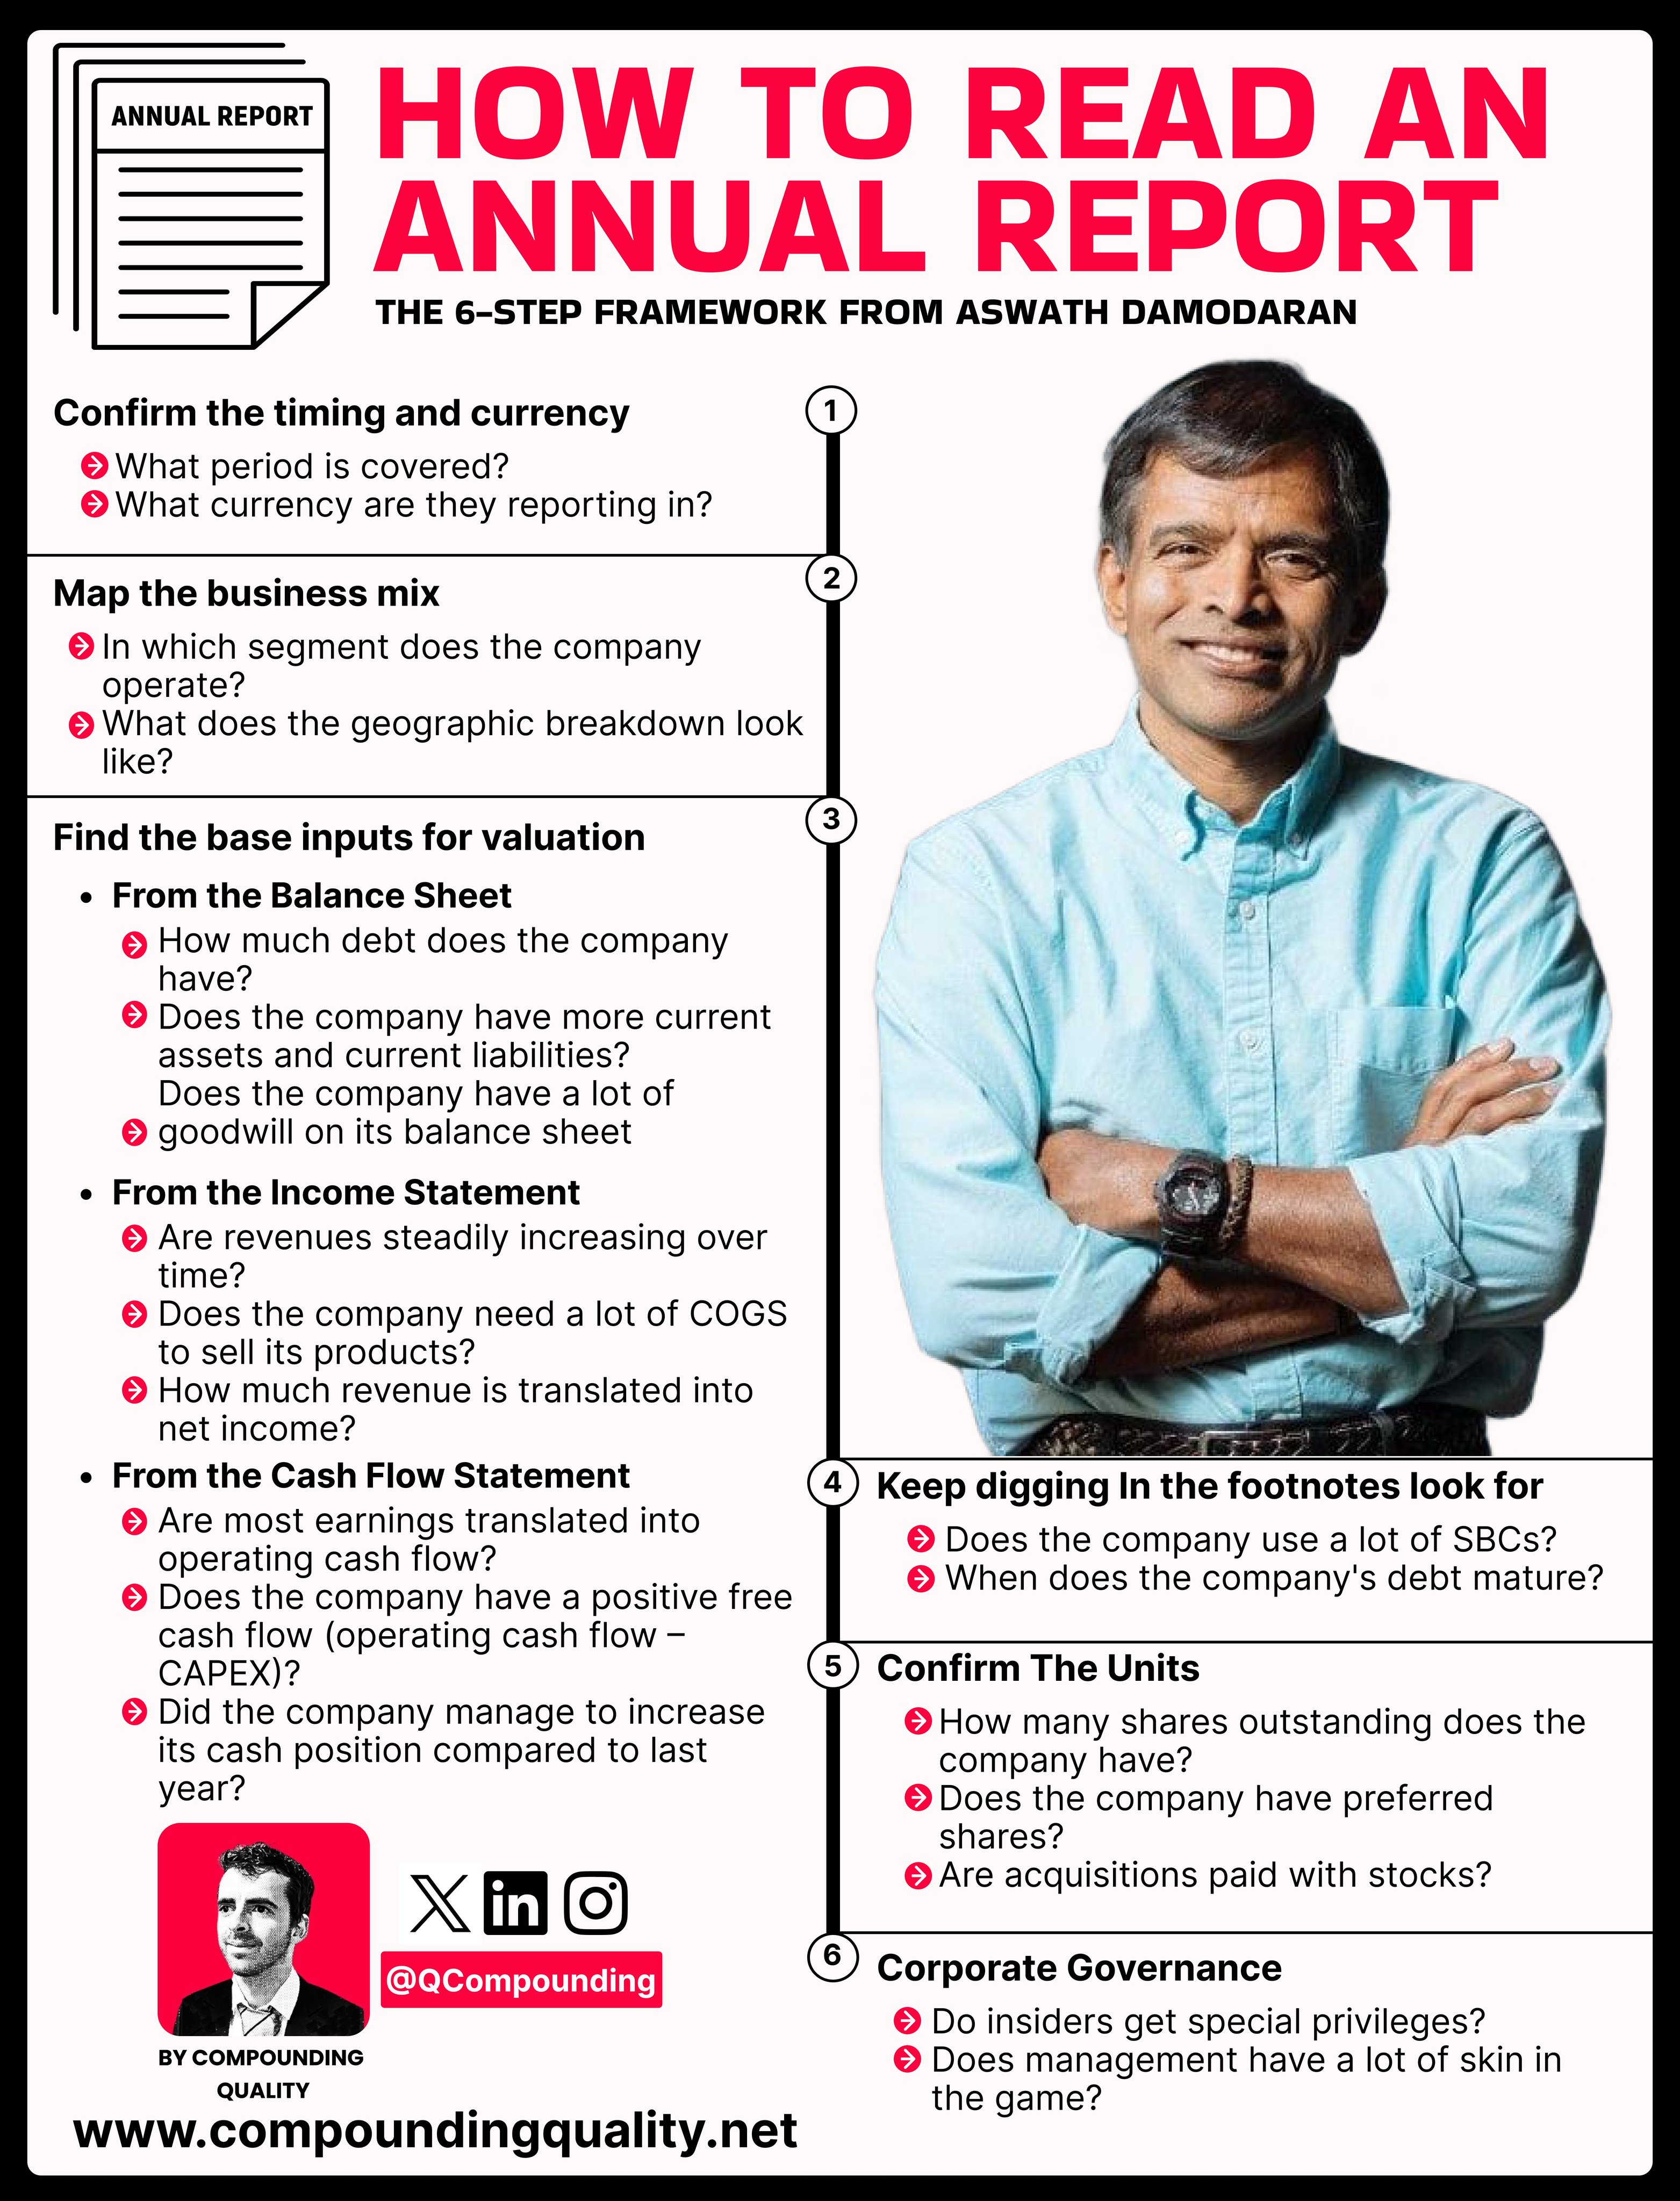 ANNUAL REPORT
HOW TO READ AN
ANNUAL REPORT
THE 6-STEP FRAMEWORK FROM ASWATH DAMODARAN
1
Confirm the timing and currency
What period is covered?
What currency are they reporting in?
2
Map the business mix
In which segment does the company
operate?
What does the geographic breakdown look
like?
3
Find the base inputs for valuation
• From the Balance Sheet
How much debt does the company
have?
Does the company have more current
assets and current liabilities?
Does the company have a lot of
goodwill on its balance sheet
• From the Income Statement
Are revenues steadily increasing over
time?
Does the company need a lot of COGS
to sell its products?
How much revenue is translated into
net income?
• From the Cash Flow Statement
Are most earnings translated into
operating cash flow?
Does the company have a positive free
cash flow (operating cash flow –
CAPEX)?
Did the company manage to increase
its cash position compared to last
year?
4
Keep digging In the footnotes look for
Does the company use a lot of SBCs?
When does the company's debt mature?
5
Confirm The Units
How many shares outstanding does the
company have?
Does the company have preferred
shares?
Are acquisitions paid with stocks?
6
Corporate Governance
Do insiders get special privileges?
Does management have a lot of skin in
the game?
X in
@QCompounding
BY COMPOUNDING
QUALITY
www.compoundingquality.net